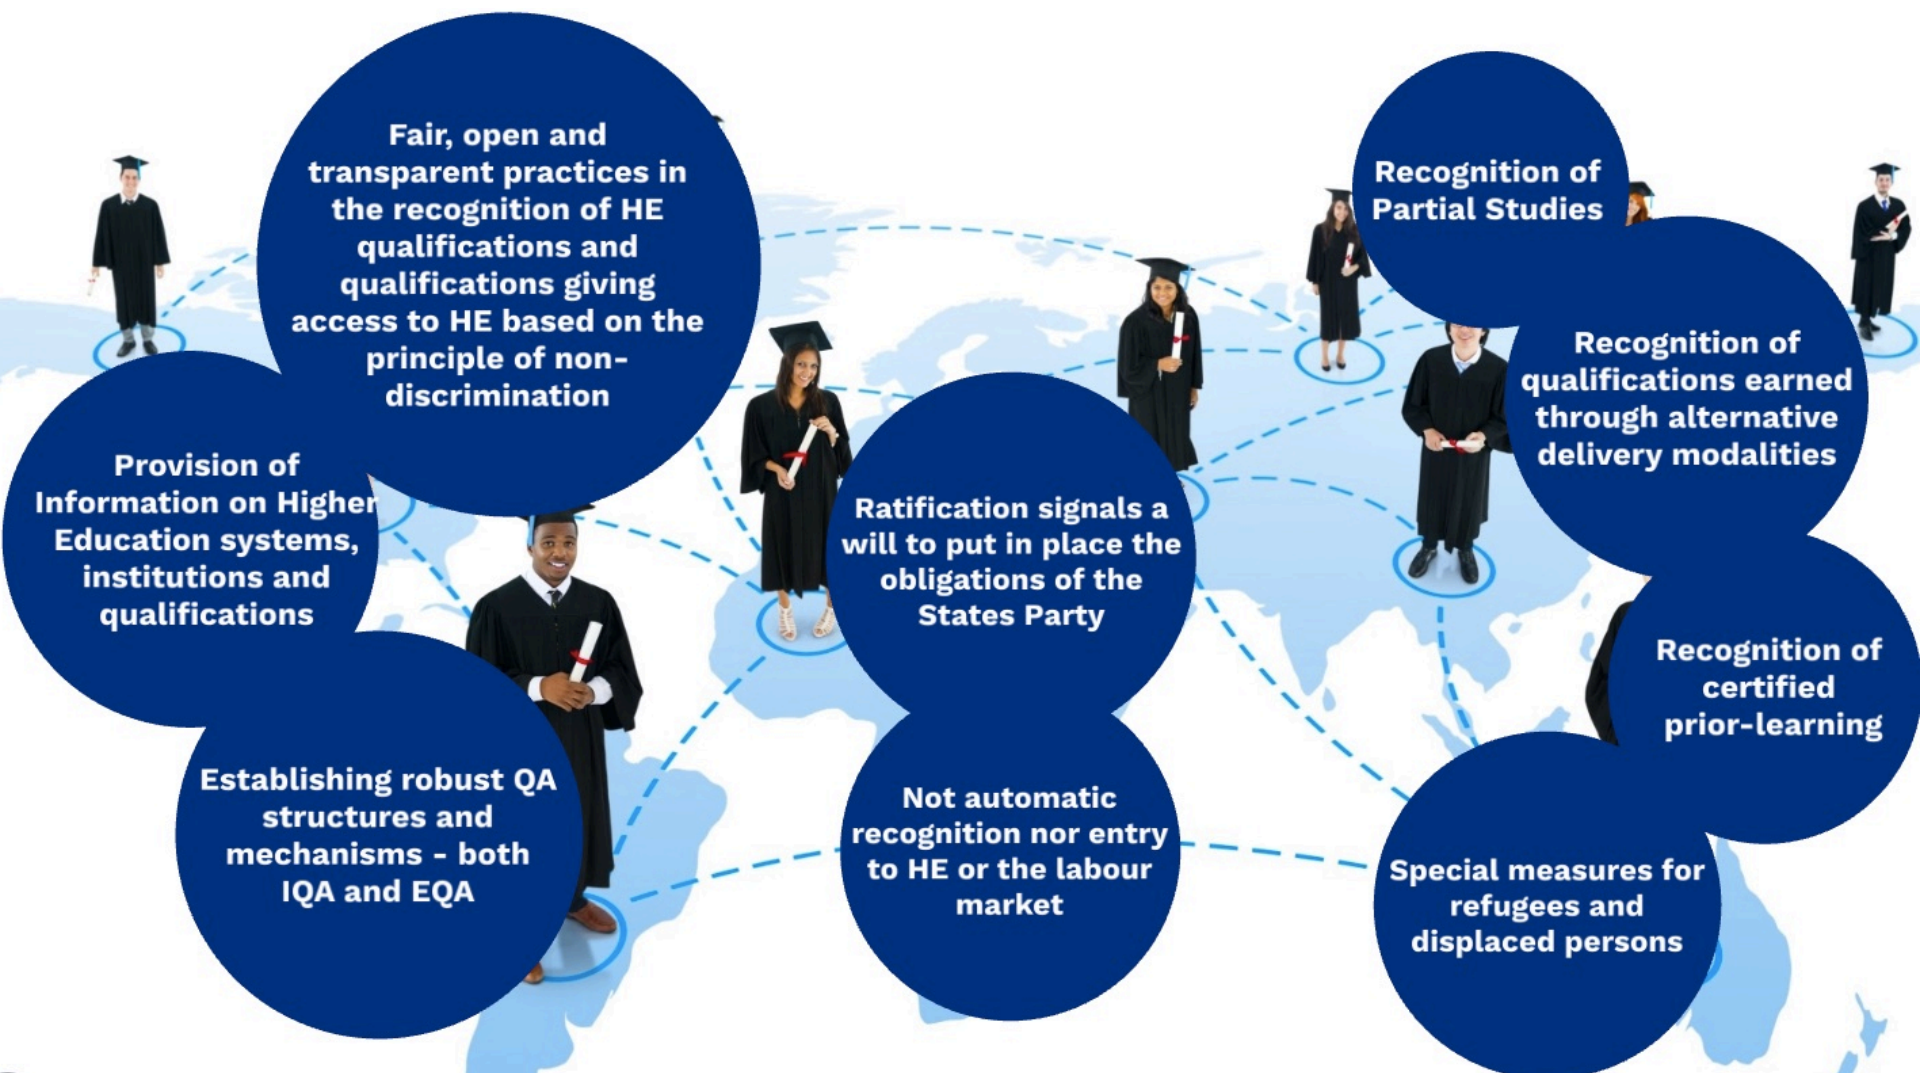 Fair, open and
transparent practices in
the recognition of HE
qualifications and
qualifications giving
access to HE based on the
principle of non-
discrimination
Provision of
Information on Higher
Education systems,
institutions and
qualifications
Establishing robust QA
structures and
mechanisms - both
IQA and EQA
Ratification signals a
will to put in place the
obligations of the
States Party
Not automatic
recognition nor entry
to HE or the labour
market
Recognition of
Partial Studies
Recognition of
qualifications earned
through alternative
delivery modalities
Recognition of
certified
prior-learning
Special measures for
refugees and
displaced persons